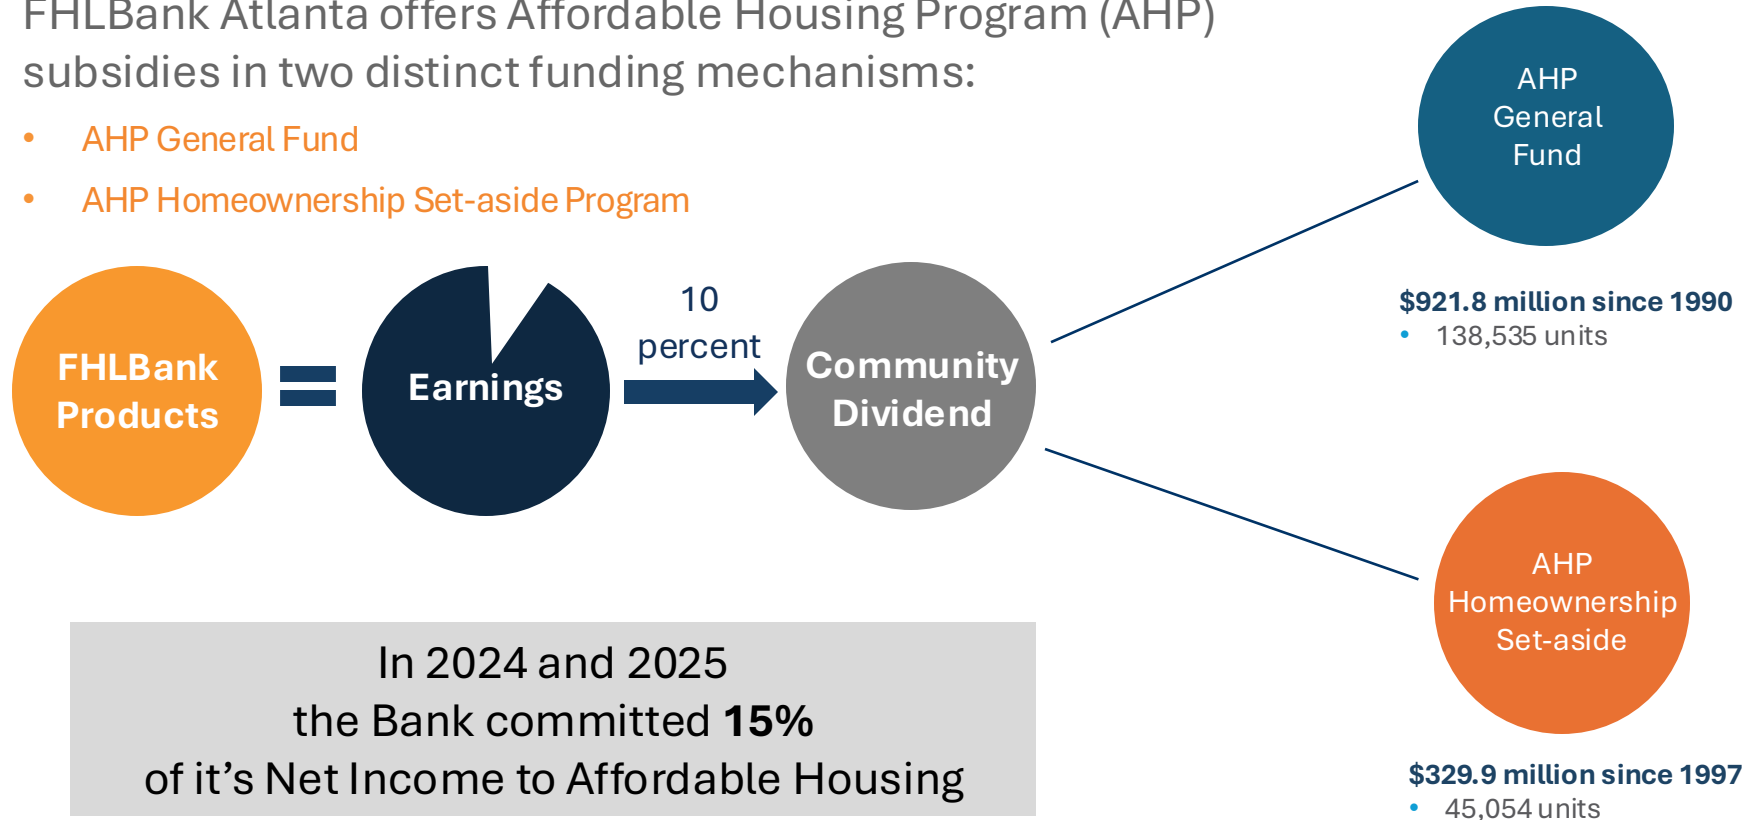 FHLBank Atlanta offers Affordable Housing Program (AHP)
subsidies in two distinct funding mechanisms:
• AHP General Fund
• AHP Homeownership Set-aside Program
FHLBank
Products
Earnings
10
percent
Community
Dividend
AHP
General
Fund
$921.8 million since 1990
• 138,535 units
AHP
Homeownership
Set-aside
$329.9 million since 1997
• 45,054 units
In 2024 and 2025
the Bank committed 15%
of it’s Net Income to Affordable Housing